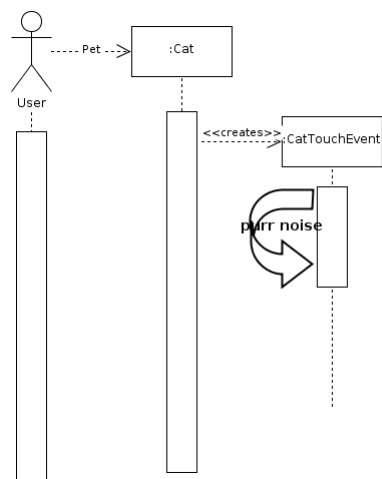 Pet
:Cat
User
<<creates>>
:CatTouchEvent
purr noise